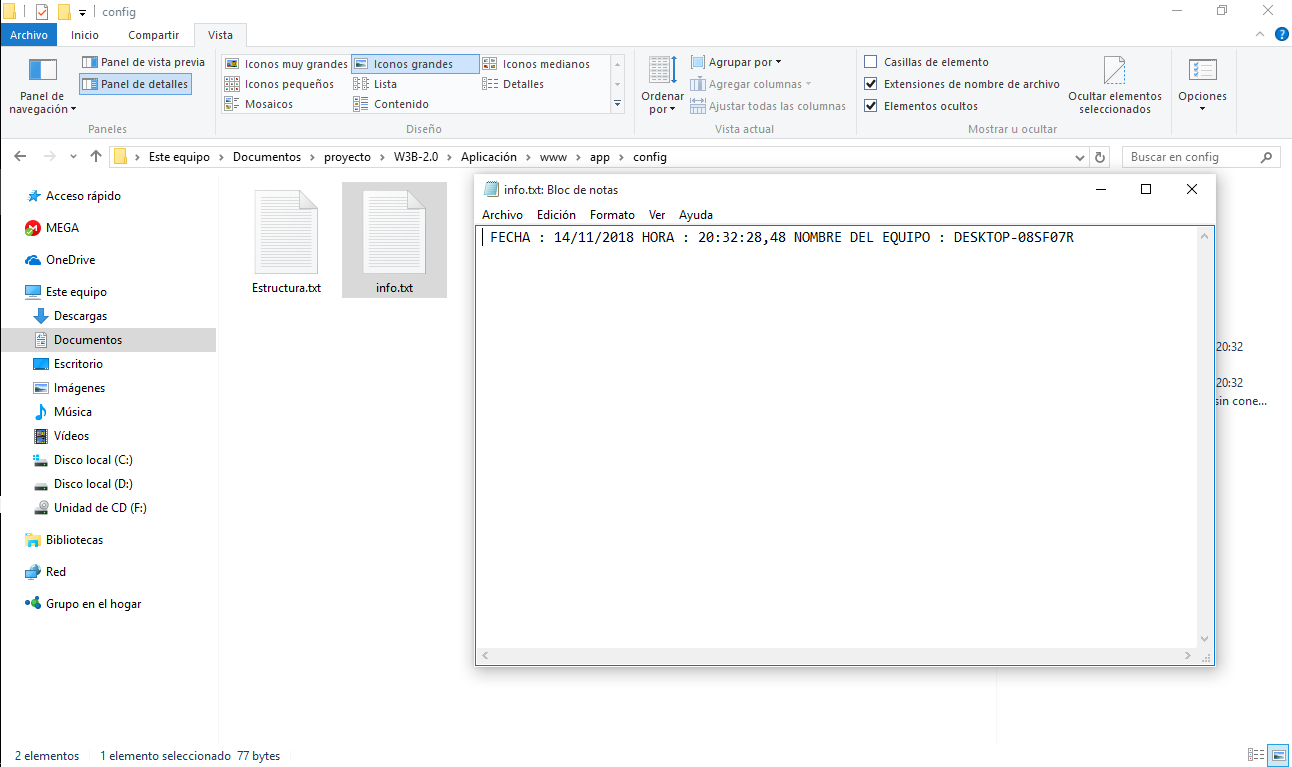 config
Archivo Inicio Compartir Vista
Panel de navegación
Panel de vista previa
Panel de detalles
Paneles
Iconos muy grandes Iconos grandes Iconos medianos
Iconos pequeños Lista Detalles
Mosaicos Contenido
Diseño
Ordenar por
Agrupar por
Agregar columnas
Ajustar todas las columnas
Vista actual
Casillas de elemento
Extensiones de nombre de archivo
Elementos ocultos
Ocultar elementos seleccionados
Mostrar u ocultar
Opciones
Este equipo Documentos proyecto W3B-2.0 Aplicación www app config
Buscar en config
Acceso rápido
MEGA
OneDrive
Este equipo
Descargas
Documentos
Escritorio
Imágenes
Música
Vídeos
Disco local (C:)
Disco local (D:)
Unidad de CD (F:)
Bibliotecas
Red
Grupo en el hogar
Estructura.txt
info.txt
info.txt: Bloc de notas
Archivo Edición Formato Ver Ayuda
FECHA : 14/11/2018 HORA : 20:32:28,48 NOMBRE DEL EQUIPO : DESKTOP-08SF07R
20:32
20:32
sin cone...
2 elementos 1 elemento seleccionado 77 bytes